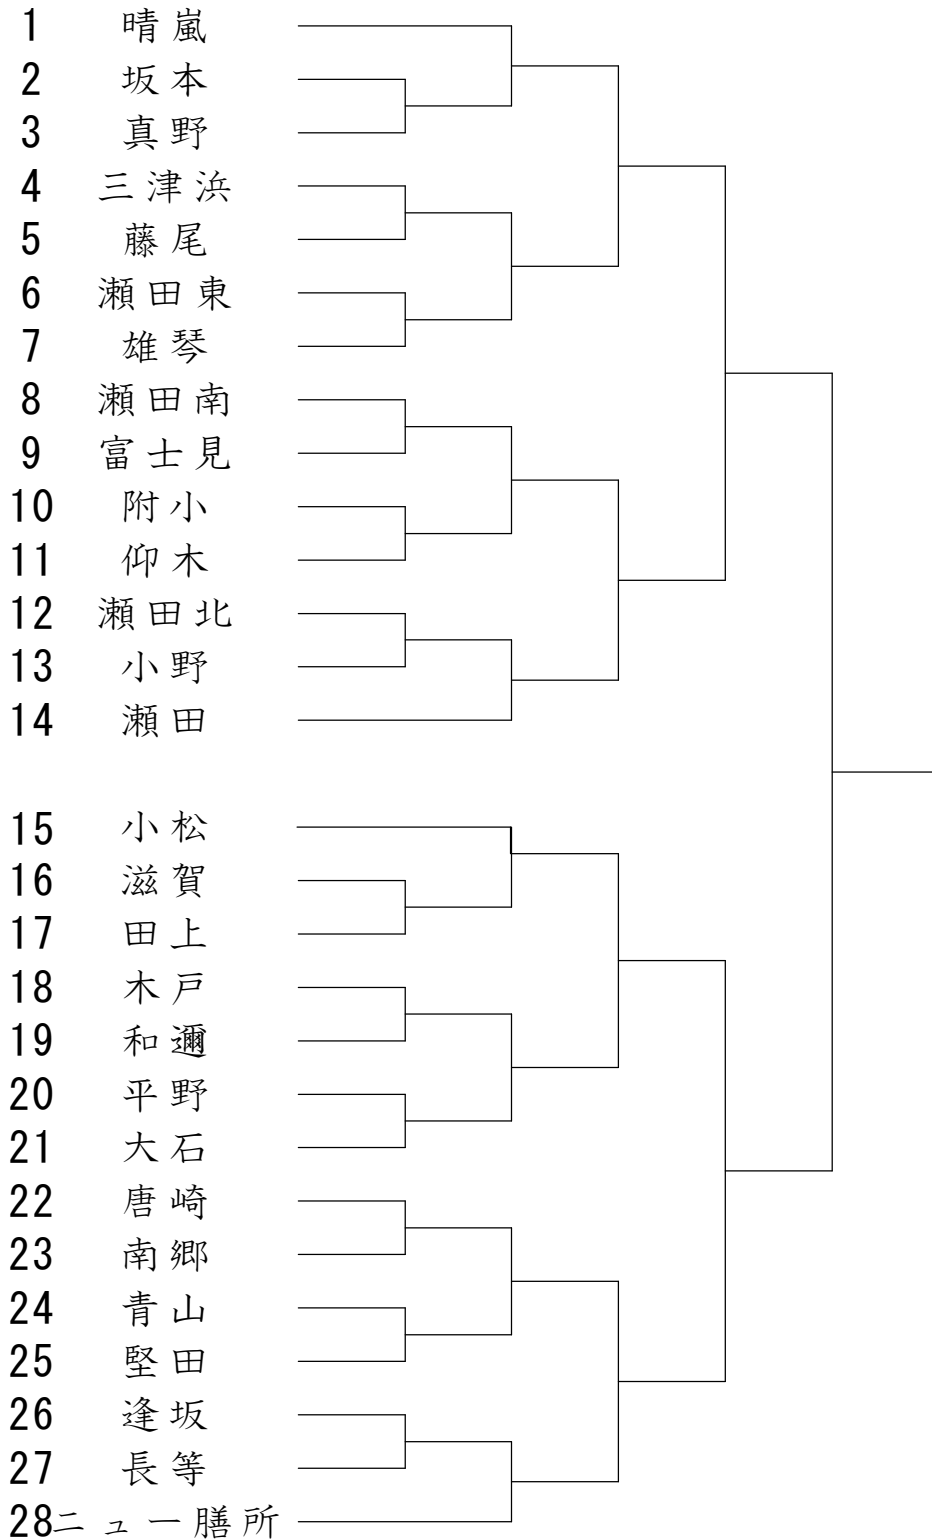 1 晴嵐
2 坂本
3 真野
4 三津浜
5 藤尾
6 瀬田東
7 雄琴
8 瀬田南
9 富士見
10 附小
11 仰木
12 瀬田北
13 小野
14 瀬田
15 小松
16 滋賀
17 田上
18 木戸
19 和邇
20 平野
21 大石
22 唐崎
23 南郷
24 青山
25 堅田
26 逢坂
27 長等
28 ニュー膳所